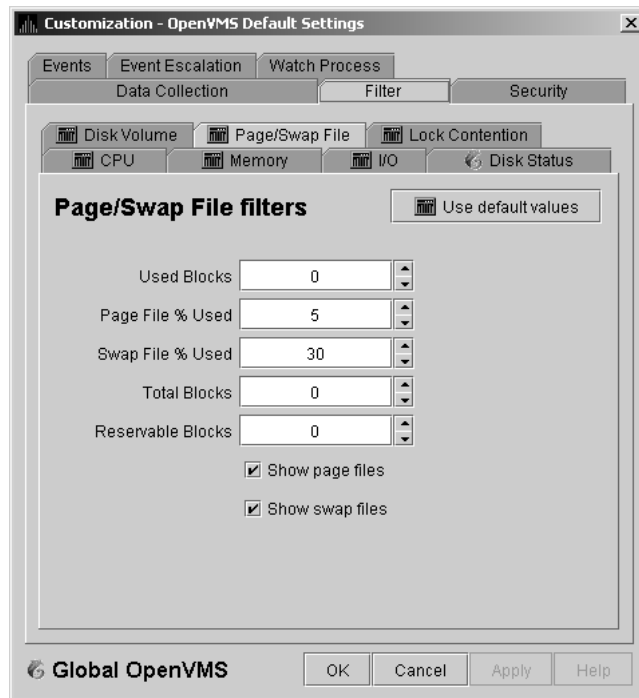 Customization - OpenVMS Default Settings
Events Event Escalation Watch Process
Data Collection Filter Security
Disk Volume Page/Swap File Lock Contention
CPU Memory I/O Disk Status
Page/Swap File filters Use default values
Used Blocks 0
Page File % Used 5
Swap File % Used 30
Total Blocks 0
Reservable Blocks 0
Show page files
Show swap files
Global OpenVMS OK Cancel Apply Help